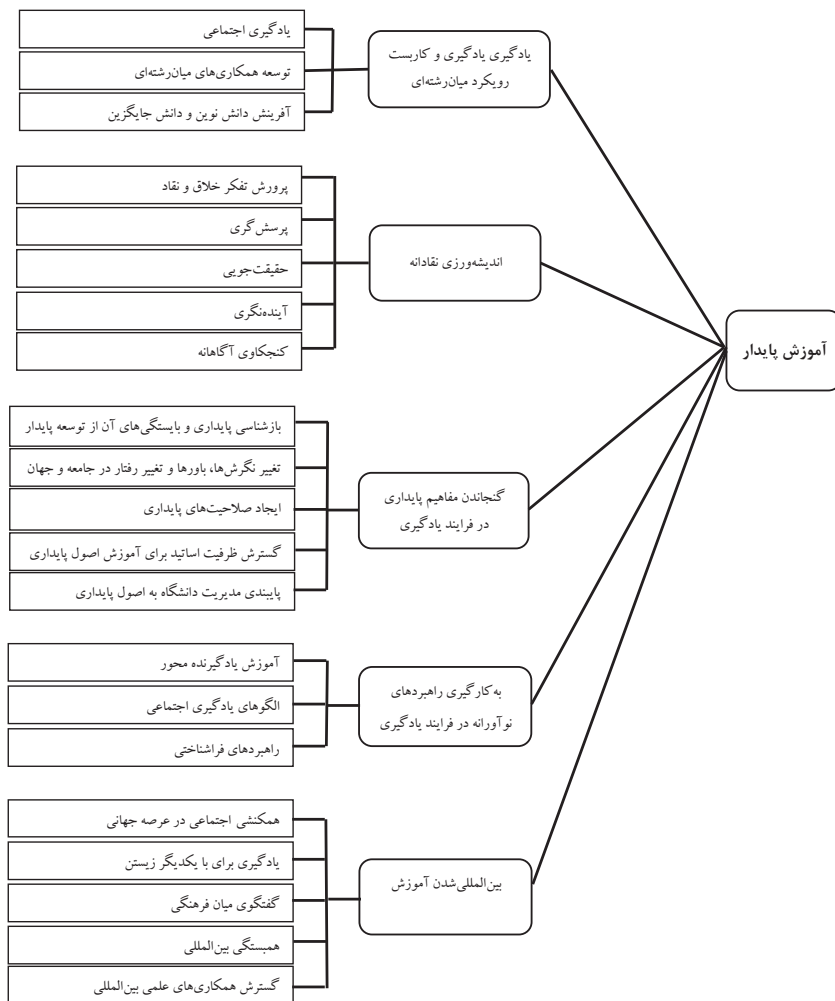 آموزش پایدار
یادگیری یادگیری و کاربست
رویکرد میان‌رشته‌ای
یادگیری اجتماعی
توسعه همکاری‌های میان‌رشته‌ای
آفرینش دانش نوین و دانش جایگزین
اندیشه‌ورزی نقادانه
پرورش تفکر خلاق و نقاد
پرسش‌گری
حقیقت‌جویی
آینده‌نگری
کنجکاوی آگاهانه
گنجاندن مفاهیم پایداری
در فرایند یادگیری
بازشناسی پایداری و بایستگی‌های آن از توسعه پایدار
تغییر نگرش‌ها، باورها و تغییر رفتار در جامعه و جهان
ایجاد صلاحیت‌های پایداری
گسترش ظرفیت اساتید برای آموزش اصول پایداری
پایبندی مدیریت دانشگاه به اصول پایداری
به‌کارگیری راهبردهای
نوآورانه در فرایند یادگیری
آموزش یادگیرنده محور
الگوهای یادگیری اجتماعی
راهبردهای فراشناختی
بین‌المللی‌شدن آموزش
همکنشی اجتماعی در عرصه جهانی
یادگیری برای با یکدیگر زیستن
گفتگوی میان فرهنگی
همبستگی بین‌المللی
گسترش همکاری‌های علمی بین‌المللی